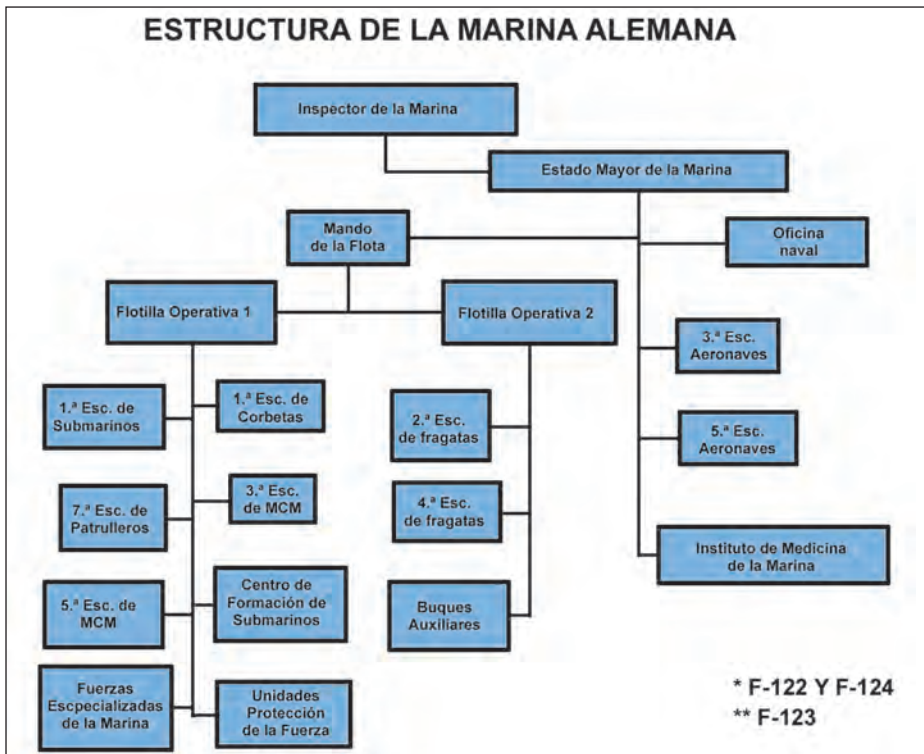 ESTRUCTURA DE LA MARINA ALEMANA
Inspector de la Marina
Estado Mayor de la Marina
Mando
de la Flota
Oficina
naval
Flotilla Operativa 1
Flotilla Operativa 2
3.ª Esc.
Aeronaves
1.ª Esc. de
Submarinos
1.ª Esc. de
Corbetas
2.ª Esc.
de fragatas
5.ª Esc.
Aeronaves
7.ª Esc. de
Patrulleros
3.ª Esc.
de MCM
4.ª Esc.
de fragatas
Instituto de Medicina
de la Marina
5.ª Esc. de
MCM
Centro de
Formación de
Submarinos
Buques
Auxiliares
Fuerzas
Escpecializadas
de la Marina
Unidades
Protección
de la Fuerza
* F-122 Y F-124
** F-123